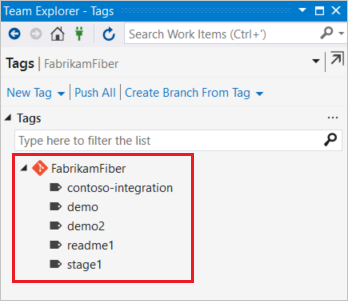 Team Explorer - Tags
Search Work Items (Ctrl+')
Tags | FabrikamFiber
New Tag | Push All | Create Branch From Tag
Tags
Type here to filter the list
FabrikamFiber
contoso-integration
demo
demo2
readme1
stage1